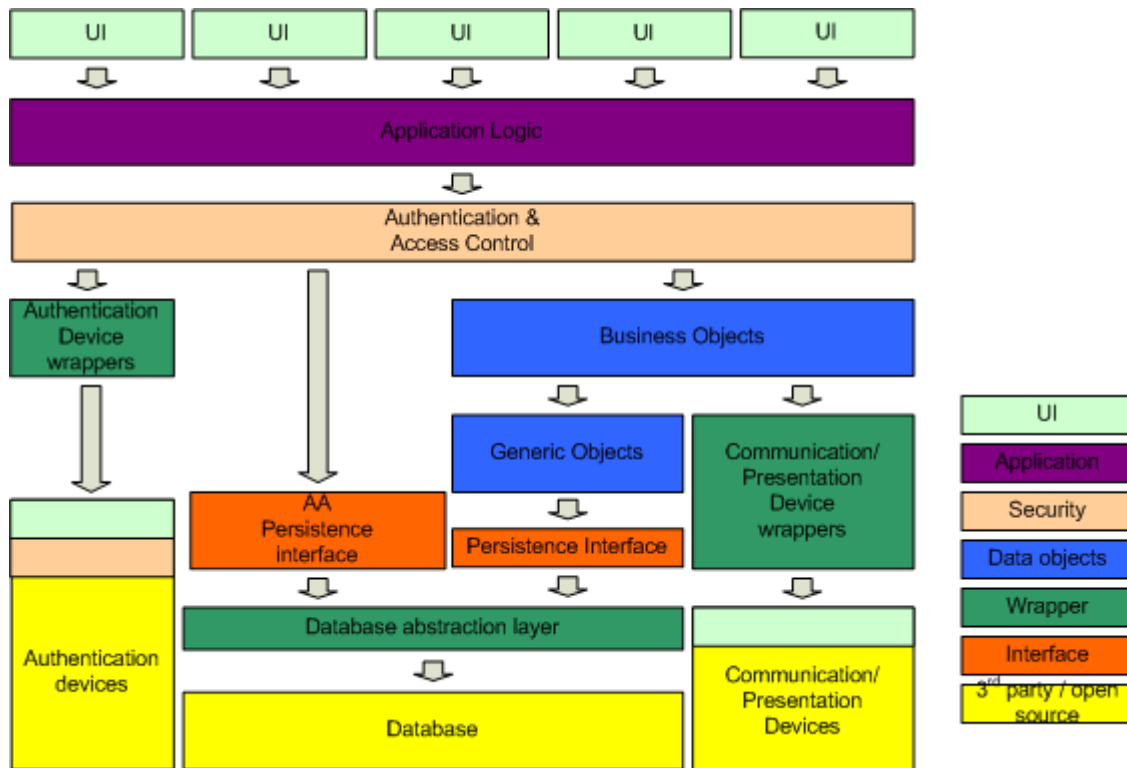 UI
UI
UI
UI
UI
Application Logic
Authentication &
Access Control
Authentication
Device
wrappers
Business Objects
Generic Objects
Communication/
Presentation
Device
wrappers
AA
Persistence
interface
Persistence Interface
Database abstraction layer
Authentication
devices
Database
Communication/
Presentation
Devices
UI
Application
Security
Data objects
Wrapper
Interface
3rd party / open
source